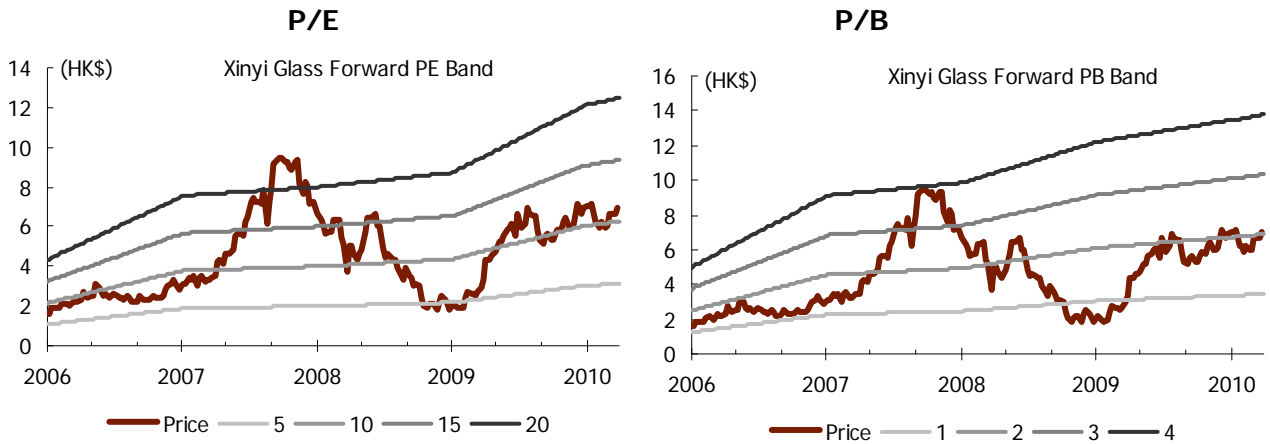 P/E
(HK$) Xinyi Glass Forward PE Band
14
12
10
8
6
4
2
0
2006 2007 2008 2009 2010
Price 5 10 15 20
P/B
(HK$) Xinyi Glass Forward PB Band
16
14
12
10
8
6
4
2
0
2006 2007 2008 2009 2010
Price 1 2 3 4